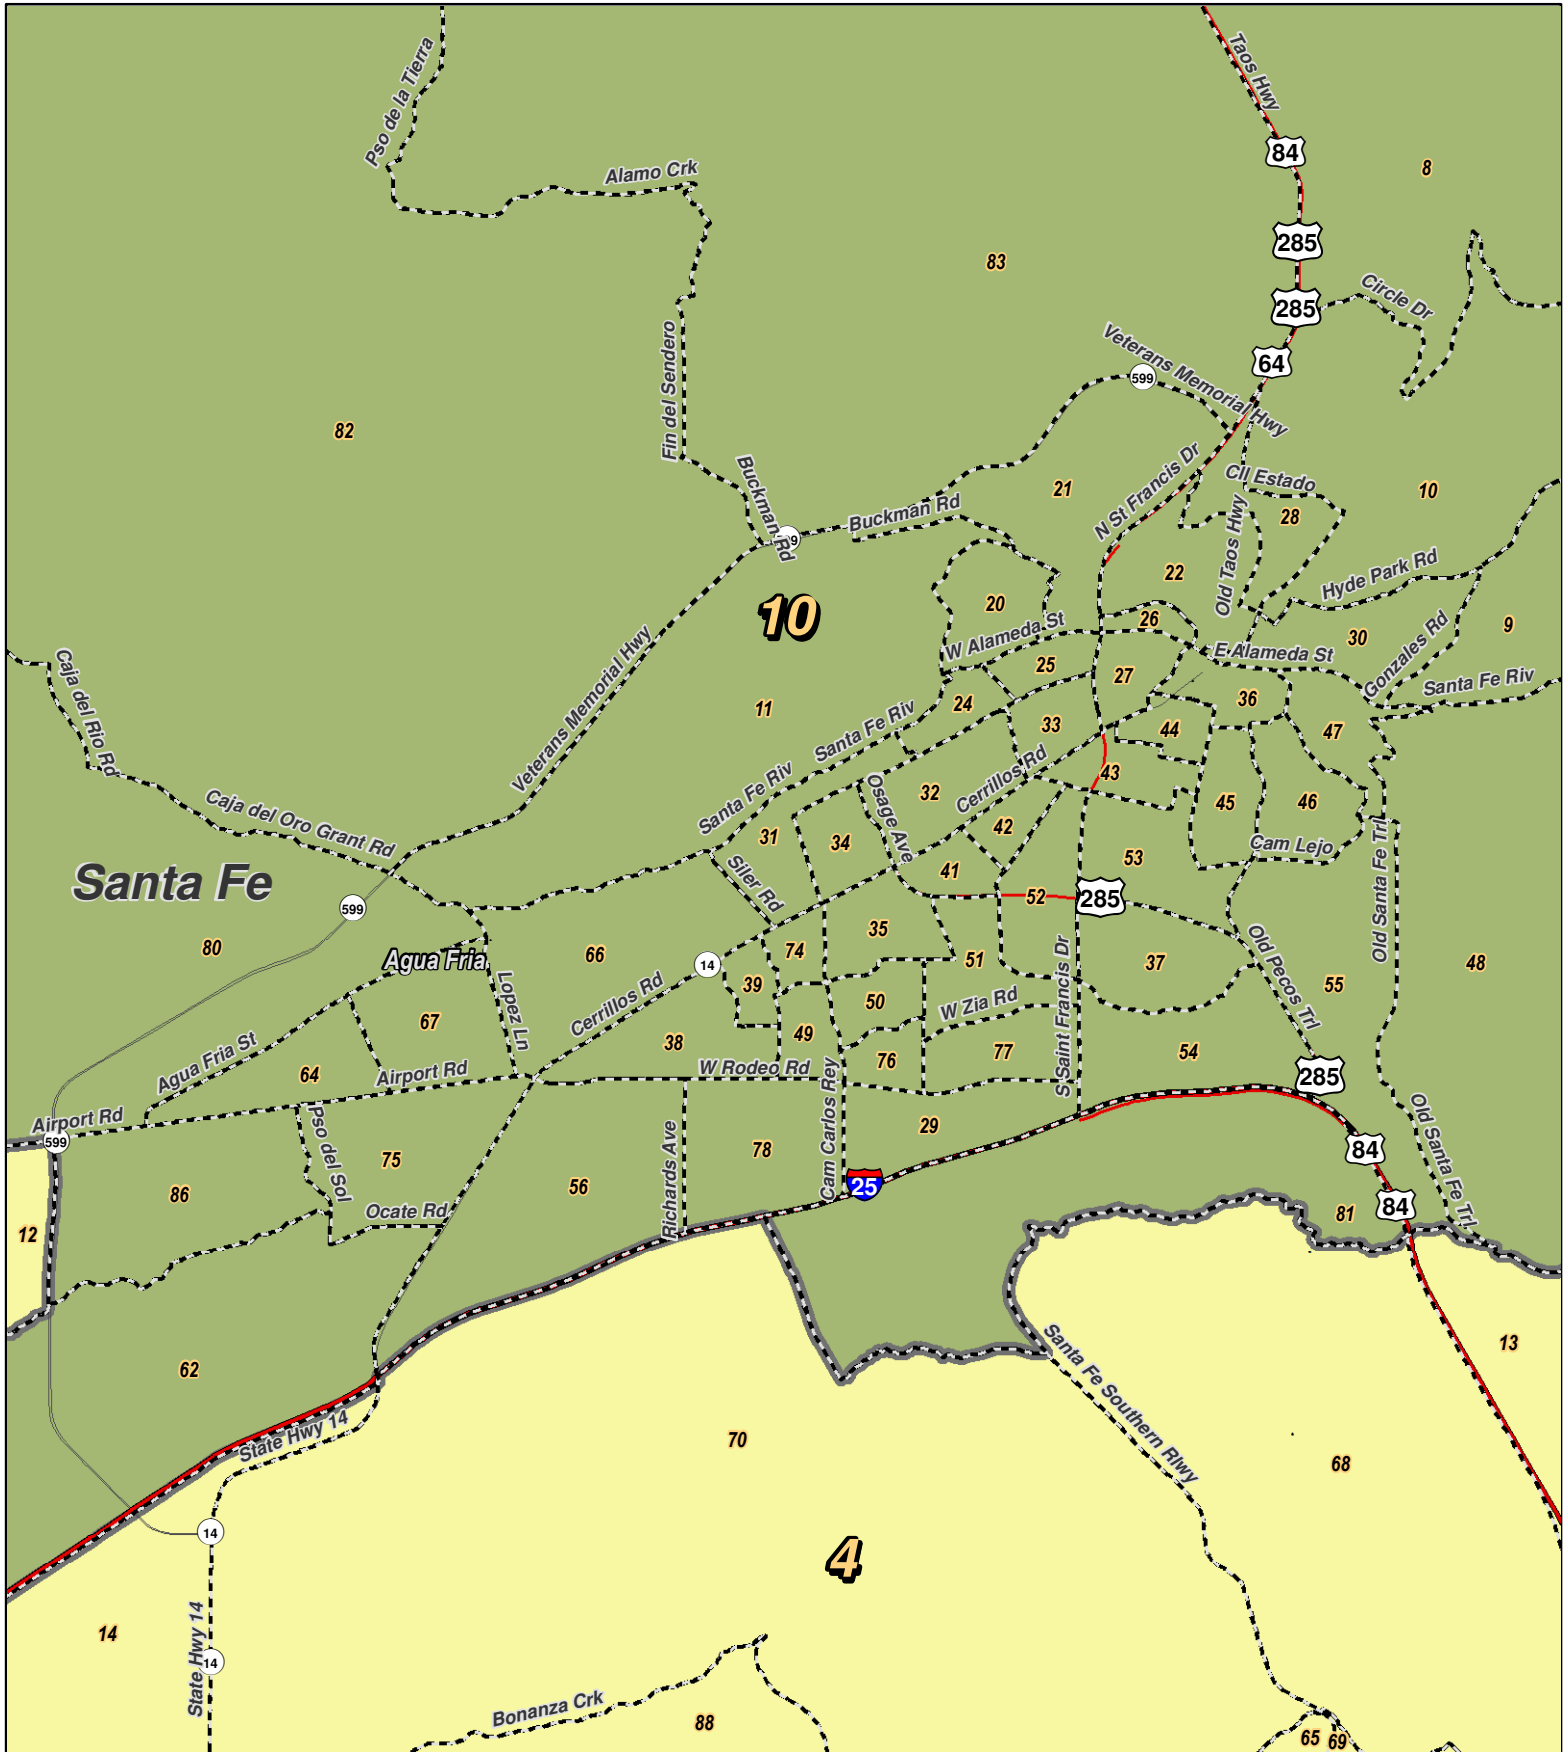 Taos Hwy
Pso de la Tierra
84
8
Alamo Crk
285
83
Circle Dr
285
Fin del Sendero
Veterans Memorial Hwy
64
599
82
N St Francis Dr
Cll Estado
21
10
Buckman Rd
Buckman Rd
28
Old Taos Hwy
22
Hyde Park Rd
10
20
26
W Alameda St
30
9
E Alameda St
Gonzales Rd
Veterans Memorial Hwy
25
27
Santa Fe Riv
36
Caja del Rio Rd
11
24
Santa Fe Riv
33
44
47
43
Cerrillos Rd
Santa Fe Riv
32
45
46
Osage Ave
Caja del Oro Grant Rd
31
34
42
Cam Lejo
53
Old Santa Fe Trl
Santa Fe
Siler Rd
41
52
285
599
35
80
Agua Fria
66
74
51
37
Old Pecos Trl
55
48
14
39
50
W Zia Rd
Lopez Ln
Cerrillos Rd
67
38
49
S Saint Francis Dr
Agua Fria St
76
77
54
64
Airport Rd
W Rodeo Rd
285
Airport Rd
599
Cam Carlos Rey
Old Santa Fe Trl
Pso del Sol
75
Richards Ave
78
29
84
86
56
25
84
Ocate Rd
81
12
13
62
Santa Fe Southern Rlwy
State Hwy 14
70
68
14
4
14
State Hwy 14
14
Bonanza Crk
88
65
69